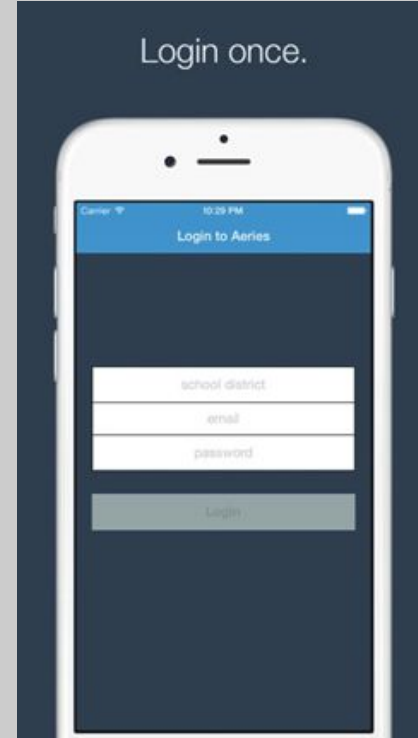 Login once.
Carrier 10:29 PM
Login to Aeries
school district
email
password
Login